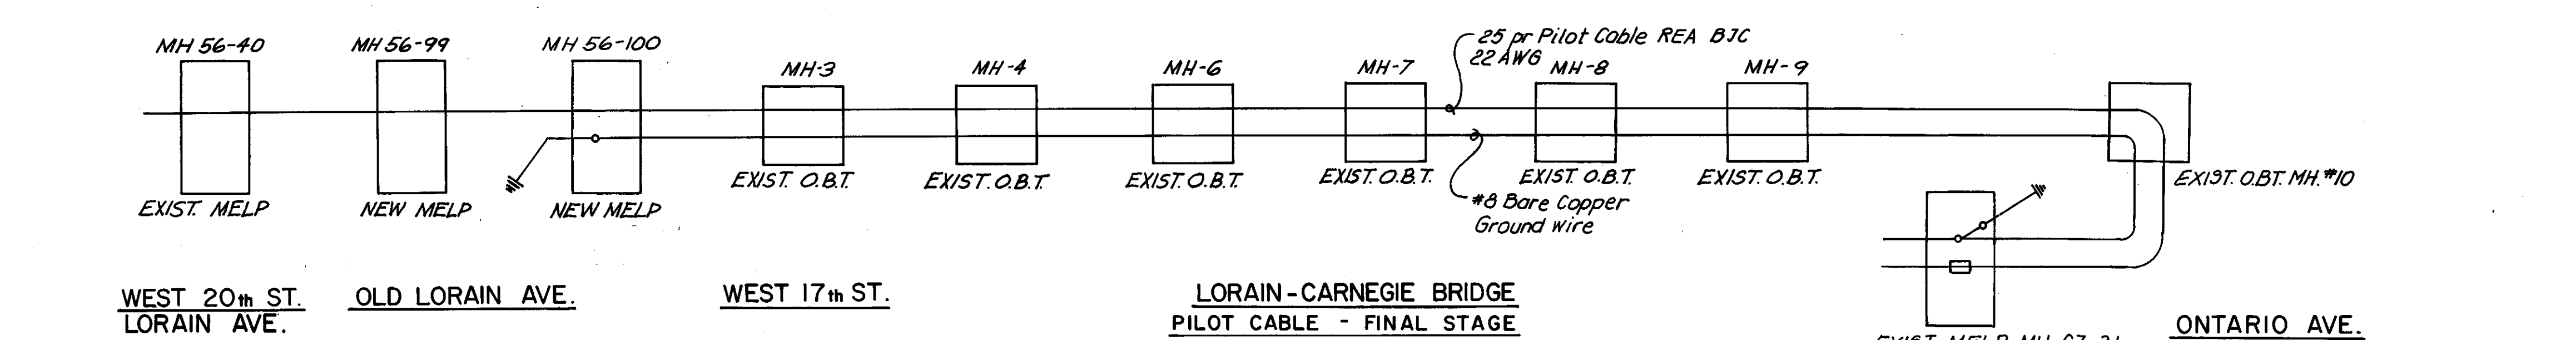 MH 56-40
MH 56-99
MH 56-100
MH-3
MH-4
MH-6
MH-7
25 pr Pilot Cable REA BJC
22 AWG
MH-8
MH-9
EXIST. MELP
NEW MELP
NEW MELP
EXIST. O.B.T.
EXIST. O.B.T.
EXIST. O.B.T.
EXIST. O.B.T.
EXIST. O.B.T.
EXIST. O.B.T.
EXIST. O.B.T. MH. #10
#8 Bare Copper
Ground wire
WEST 20th ST.
LORAIN AVE.
OLD LORAIN AVE.
WEST 17th ST.
LORAIN-CARNEGIE BRIDGE
PILOT CABLE - FINAL STAGE
EXIST. MELP MH
ONTARIO AVE.